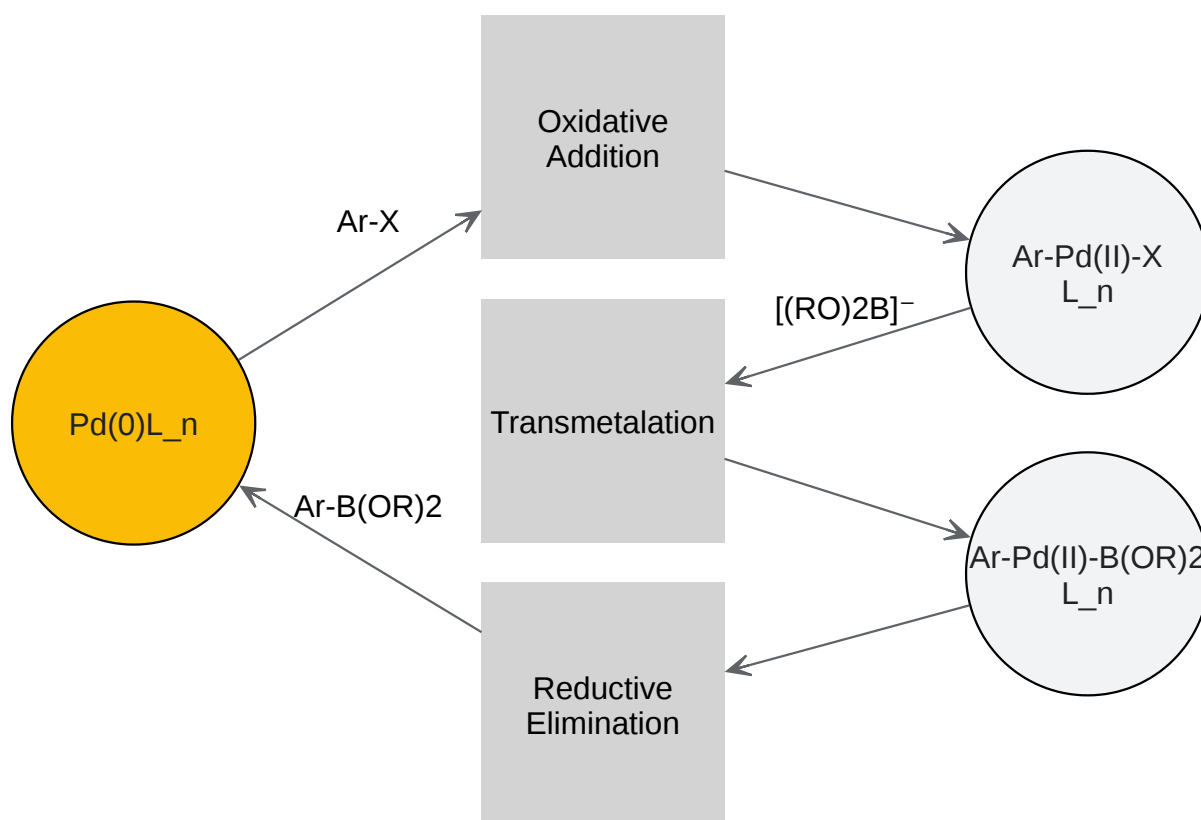 Oxidative
Addition
Ar-X
Ar-Pd(II)-X
L_n
[(RO)2B]⁻
Pd(0)L_n
Transmetalation
Ar-B(OR)2
Ar-Pd(II)-B(OR)2
L_n
Reductive
Elimination